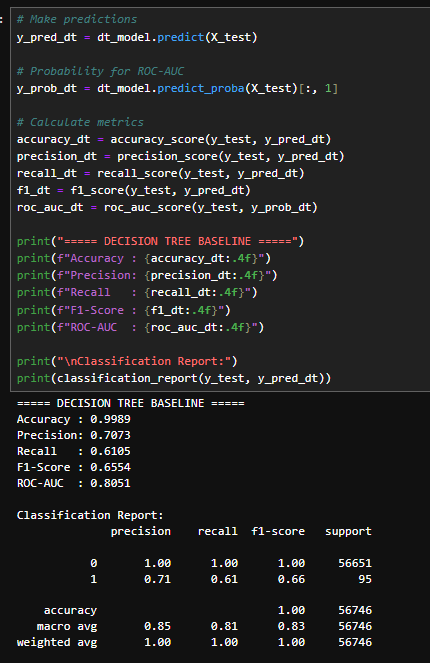 :
# Make predictions
y_pred_dt = dt_model.predict(X_test)

# Probability for ROC-AUC
y_prob_dt = dt_model.predict_proba(X_test)[:, 1]

# Calculate metrics
accuracy_dt = accuracy_score(y_test, y_pred_dt)
precision_dt = precision_score(y_test, y_pred_dt)
recall_dt = recall_score(y_test, y_pred_dt)
f1_dt = f1_score(y_test, y_pred_dt)
roc_auc_dt = roc_auc_score(y_test, y_prob_dt)

print("===== DECISION TREE BASELINE =====")
print(f"Accuracy : {accuracy_dt:.4f}")
print(f"Precision: {precision_dt:.4f}")
print(f"Recall   : {recall_dt:.4f}")
print(f"F1-Score : {f1_dt:.4f}")
print(f"ROC-AUC  : {roc_auc_dt:.4f}")

print("\nClassification Report:")
print(classification_report(y_test, y_pred_dt))
===== DECISION TREE BASELINE =====
Accuracy : 0.9989
Precision: 0.7073
Recall   : 0.6105
F1-Score : 0.6554
ROC-AUC  : 0.8051

Classification Report:
              precision    recall  f1-score   support

           0       1.00      1.00      1.00     56651
           1       0.71      0.61      0.66        95

    accuracy                           1.00     56746
   macro avg       0.85      0.81      0.83     56746
weighted avg       1.00      1.00      1.00     56746